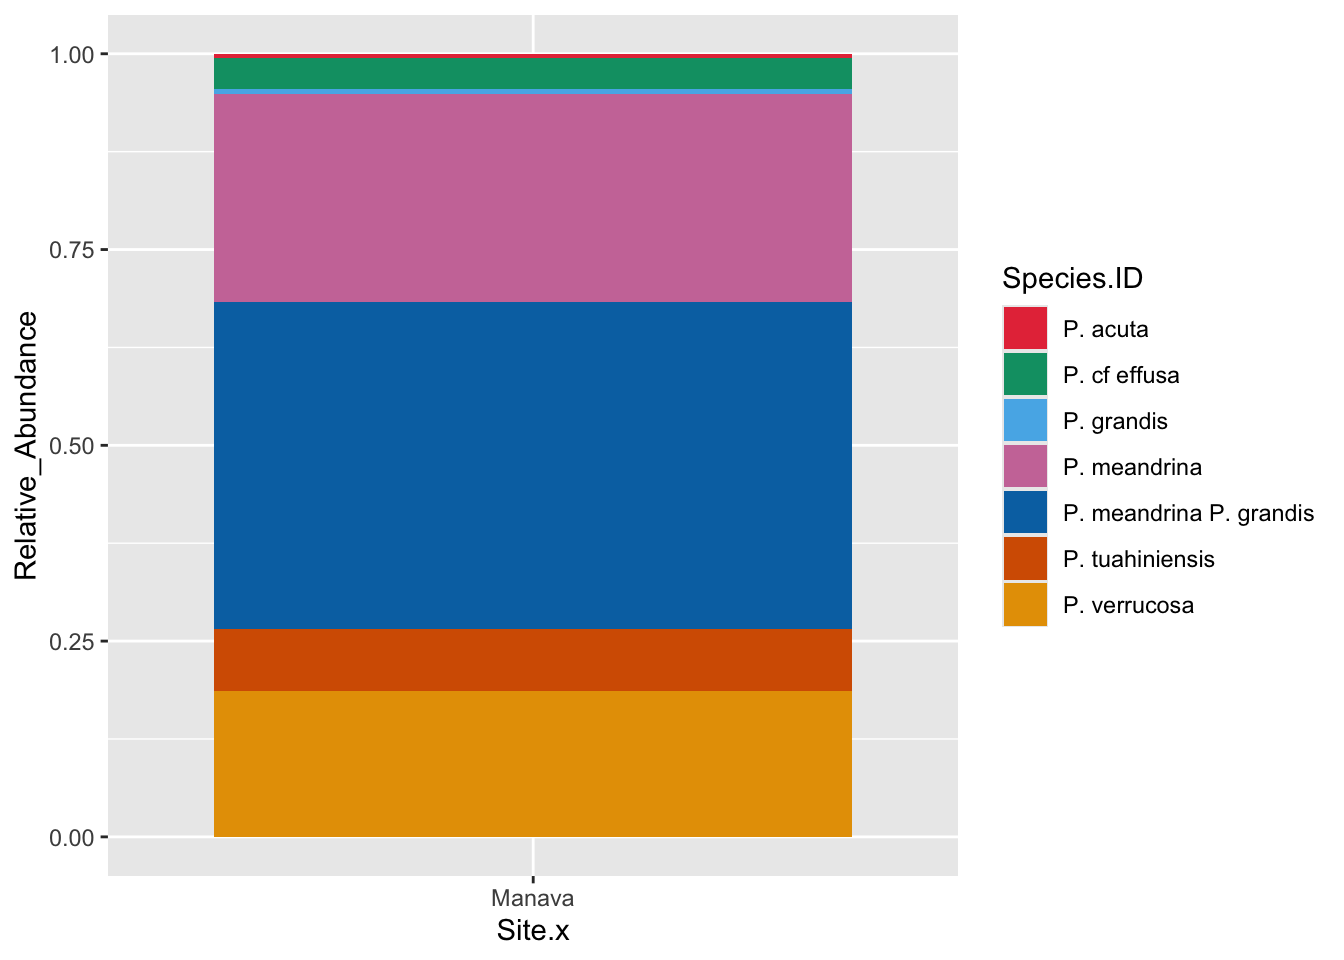 Relative_Abundance
1.00
0.75
0.50
0.25
0.00
Manava
Site.x
Species.ID
P. acuta
P. cf effusa
P. grandis
P. meandrina
P. meandrina P. grandis
P. tuahiniensis
P. verrucosa